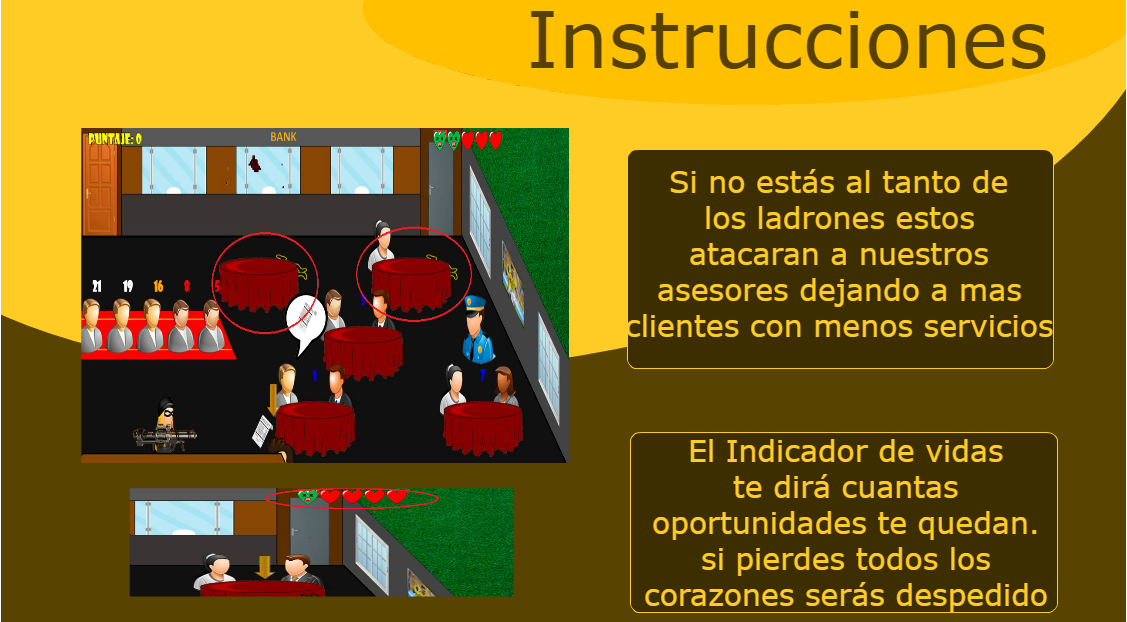 Instrucciones
PUNTAJE: 0
BANK
21 19 16 8 5
3
1
7
Si no estás al tanto de
los ladrones estos
atacaran a nuestros
asesores dejando a mas
clientes con menos servicios
El Indicador de vidas
te dirá cuantas
oportunidades te quedan.
si pierdes todos los
corazones serás despedido